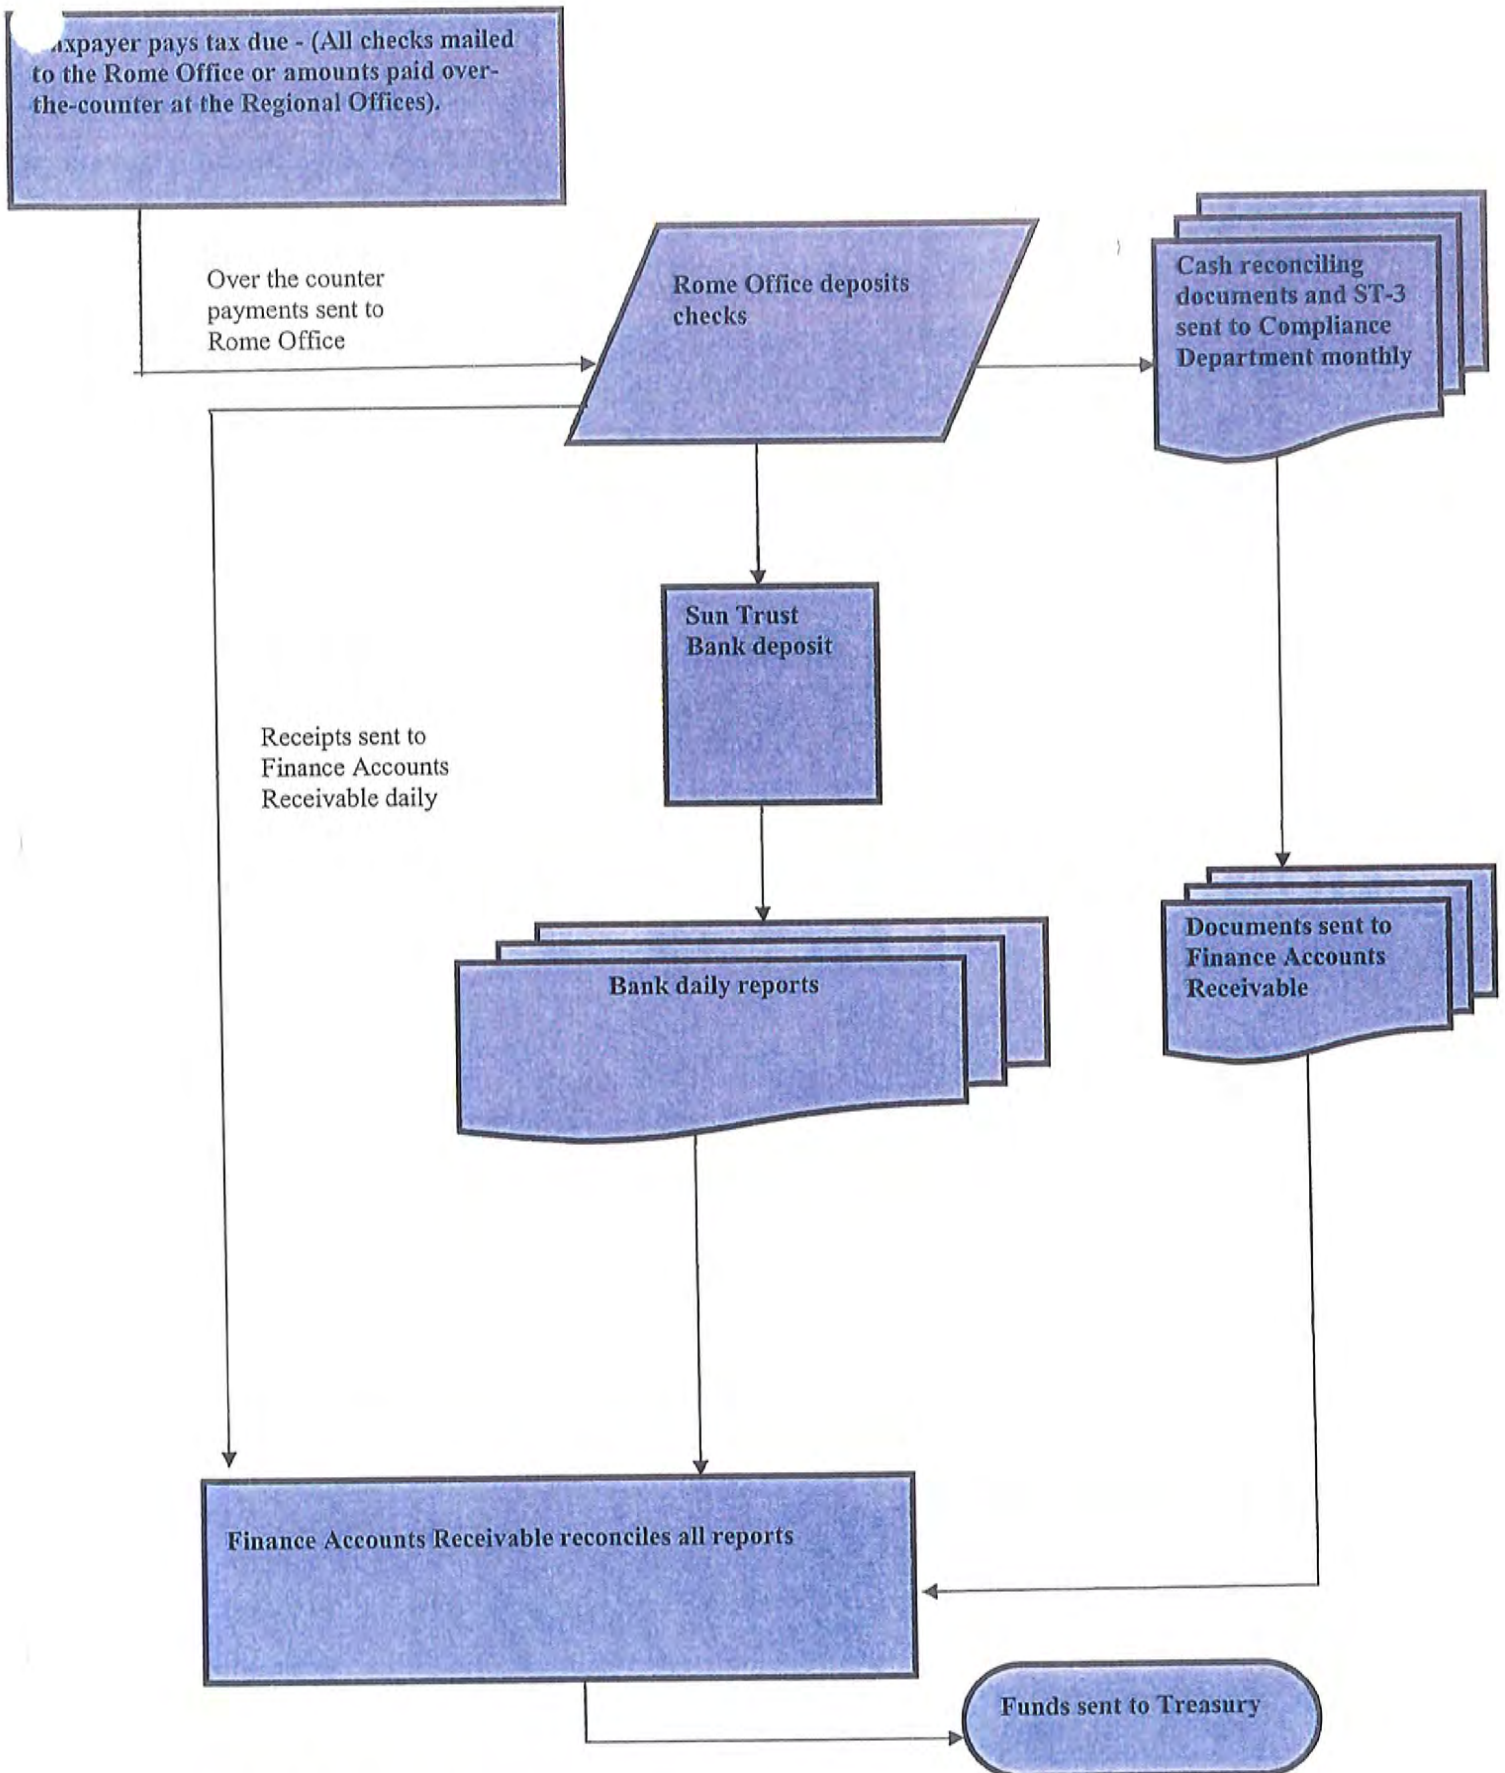 axpayer pays tax due - (All checks mailed
to the Rome Office or amounts paid over-
the-counter at the Regional Offices).
Over the counter
payments sent to
Rome Office
Rome Office deposits
checks
Cash reconciling
documents and ST-3
sent to Compliance
Department monthly
Sun Trust
Bank deposit
Receipts sent to
Finance Accounts
Receivable daily
Bank daily reports
Documents sent to
Finance Accounts
Receivable
Finance Accounts Receivable reconciles all reports
Funds sent to Treasury